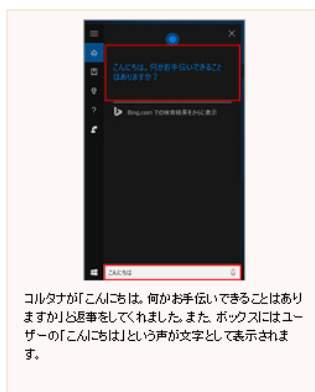 こんにちは。何かお手伝いできること
はありますか？
Bing.com での検索結果をさらに表示
こんにちは
コルタナが「こんにちは。何かお手伝いできることはあり
ますか」と返事をしてくれました。また、ボックスにはユー
ザーの「こんにちは」という声が文字として表示されま
す。